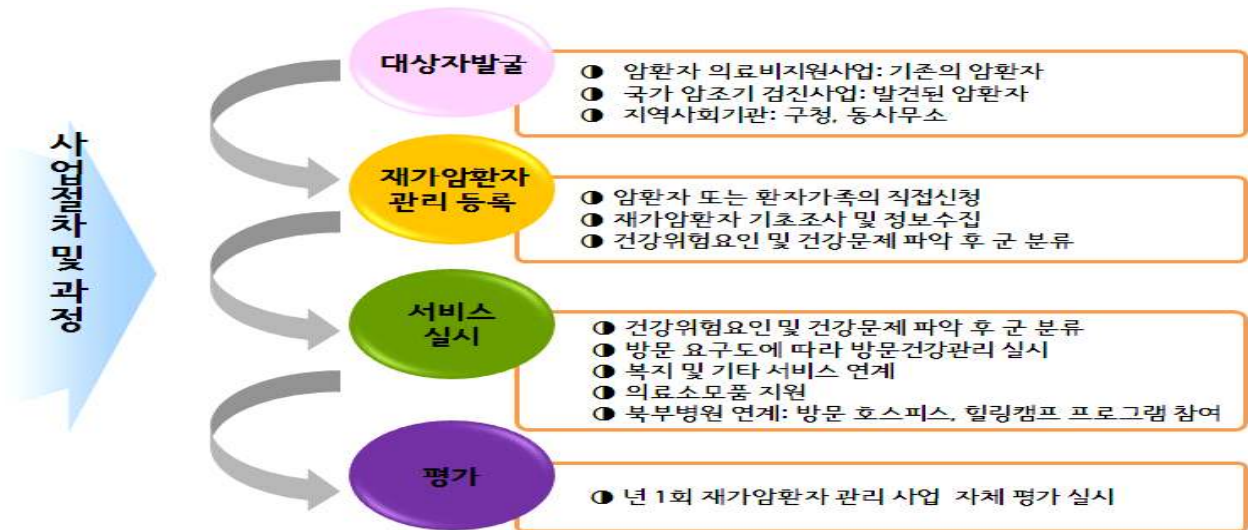 사업절차 및 과정
대상자발굴
◑ 암환자 의료비지원사업: 기존의 암환자
◑ 국가 암조기 검진사업: 발견된 암환자
◑ 지역사회기관: 구청, 동사무소
재가암환자
관리 등록
◑ 암환자 또는 환자가족의 직접신청
◑ 재가암환자 기초조사 및 정보수집
◑ 건강위험요인 및 건강문제 파악 후 군 분류
서비스
실시
◑ 건강위험요인 및 건강문제 파악 후 군 분류
◑ 방문 요구도에 따라 방문건강관리 실시
◑ 복지 및 기타 서비스 연계
◑ 의료소모품 지원
◑ 북부병원 연계: 방문 호스피스, 힐링캠프 프로그램 참여
평가
◑ 년 1회 재가암환자 관리 사업 자체 평가 실시